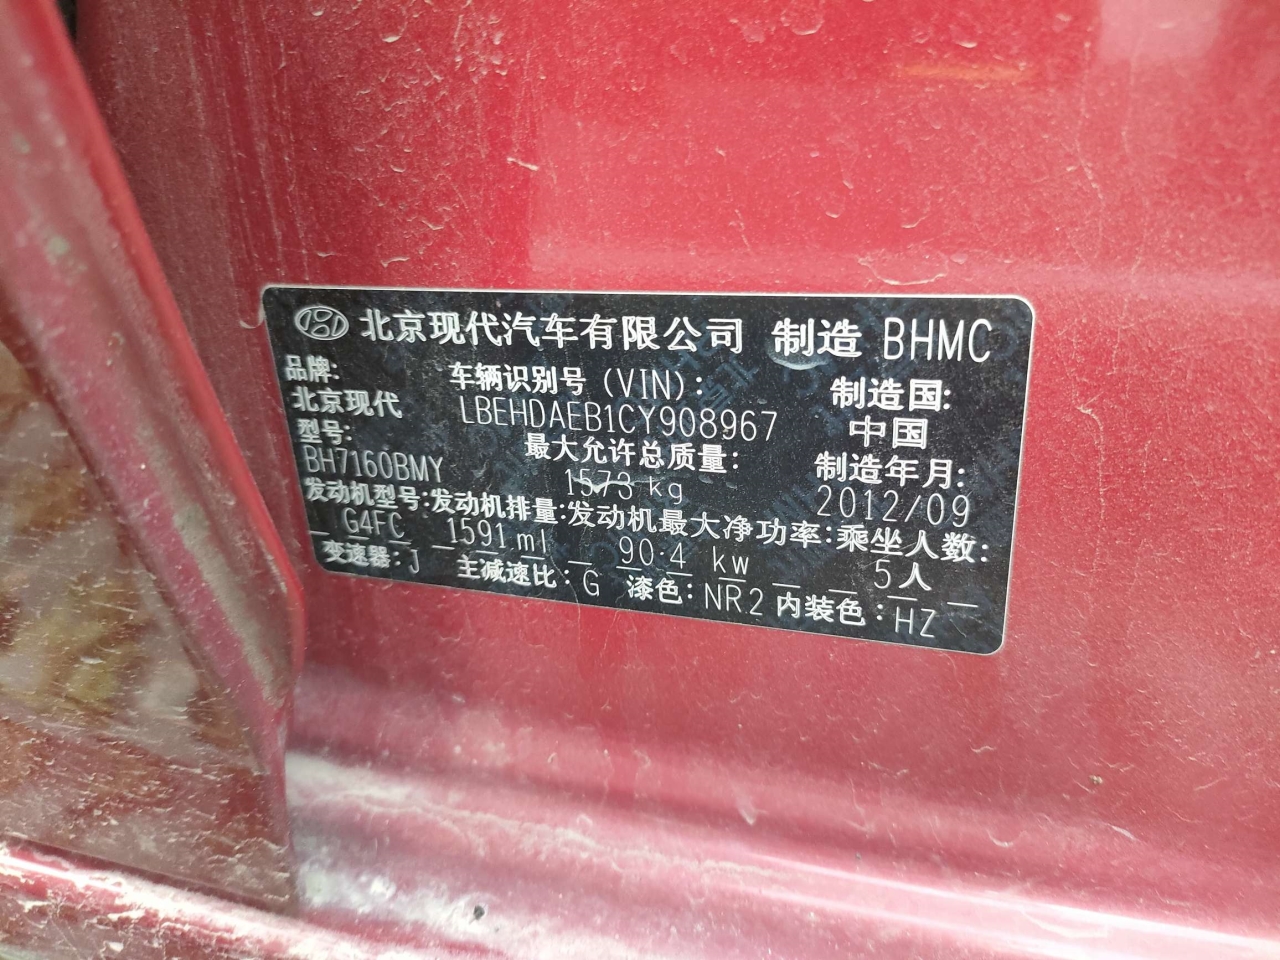 北京现代汽车有限公司 制造 BHMC
品牌: 车辆识别号 (VIN): 制造国:
北京现代 LBEHDAEB1CY908967 中国
型号: 最大允许总质量: 制造年月:
BH7160BMY 1573 kg 2012/09
发动机型号: 发动机排量: 发动机最大净功率: 乘坐人数:
G4FC 1591 ml 90.4 kw 5人
变速器: J 主减速比: G 漆色: NR2 内装色: HZ